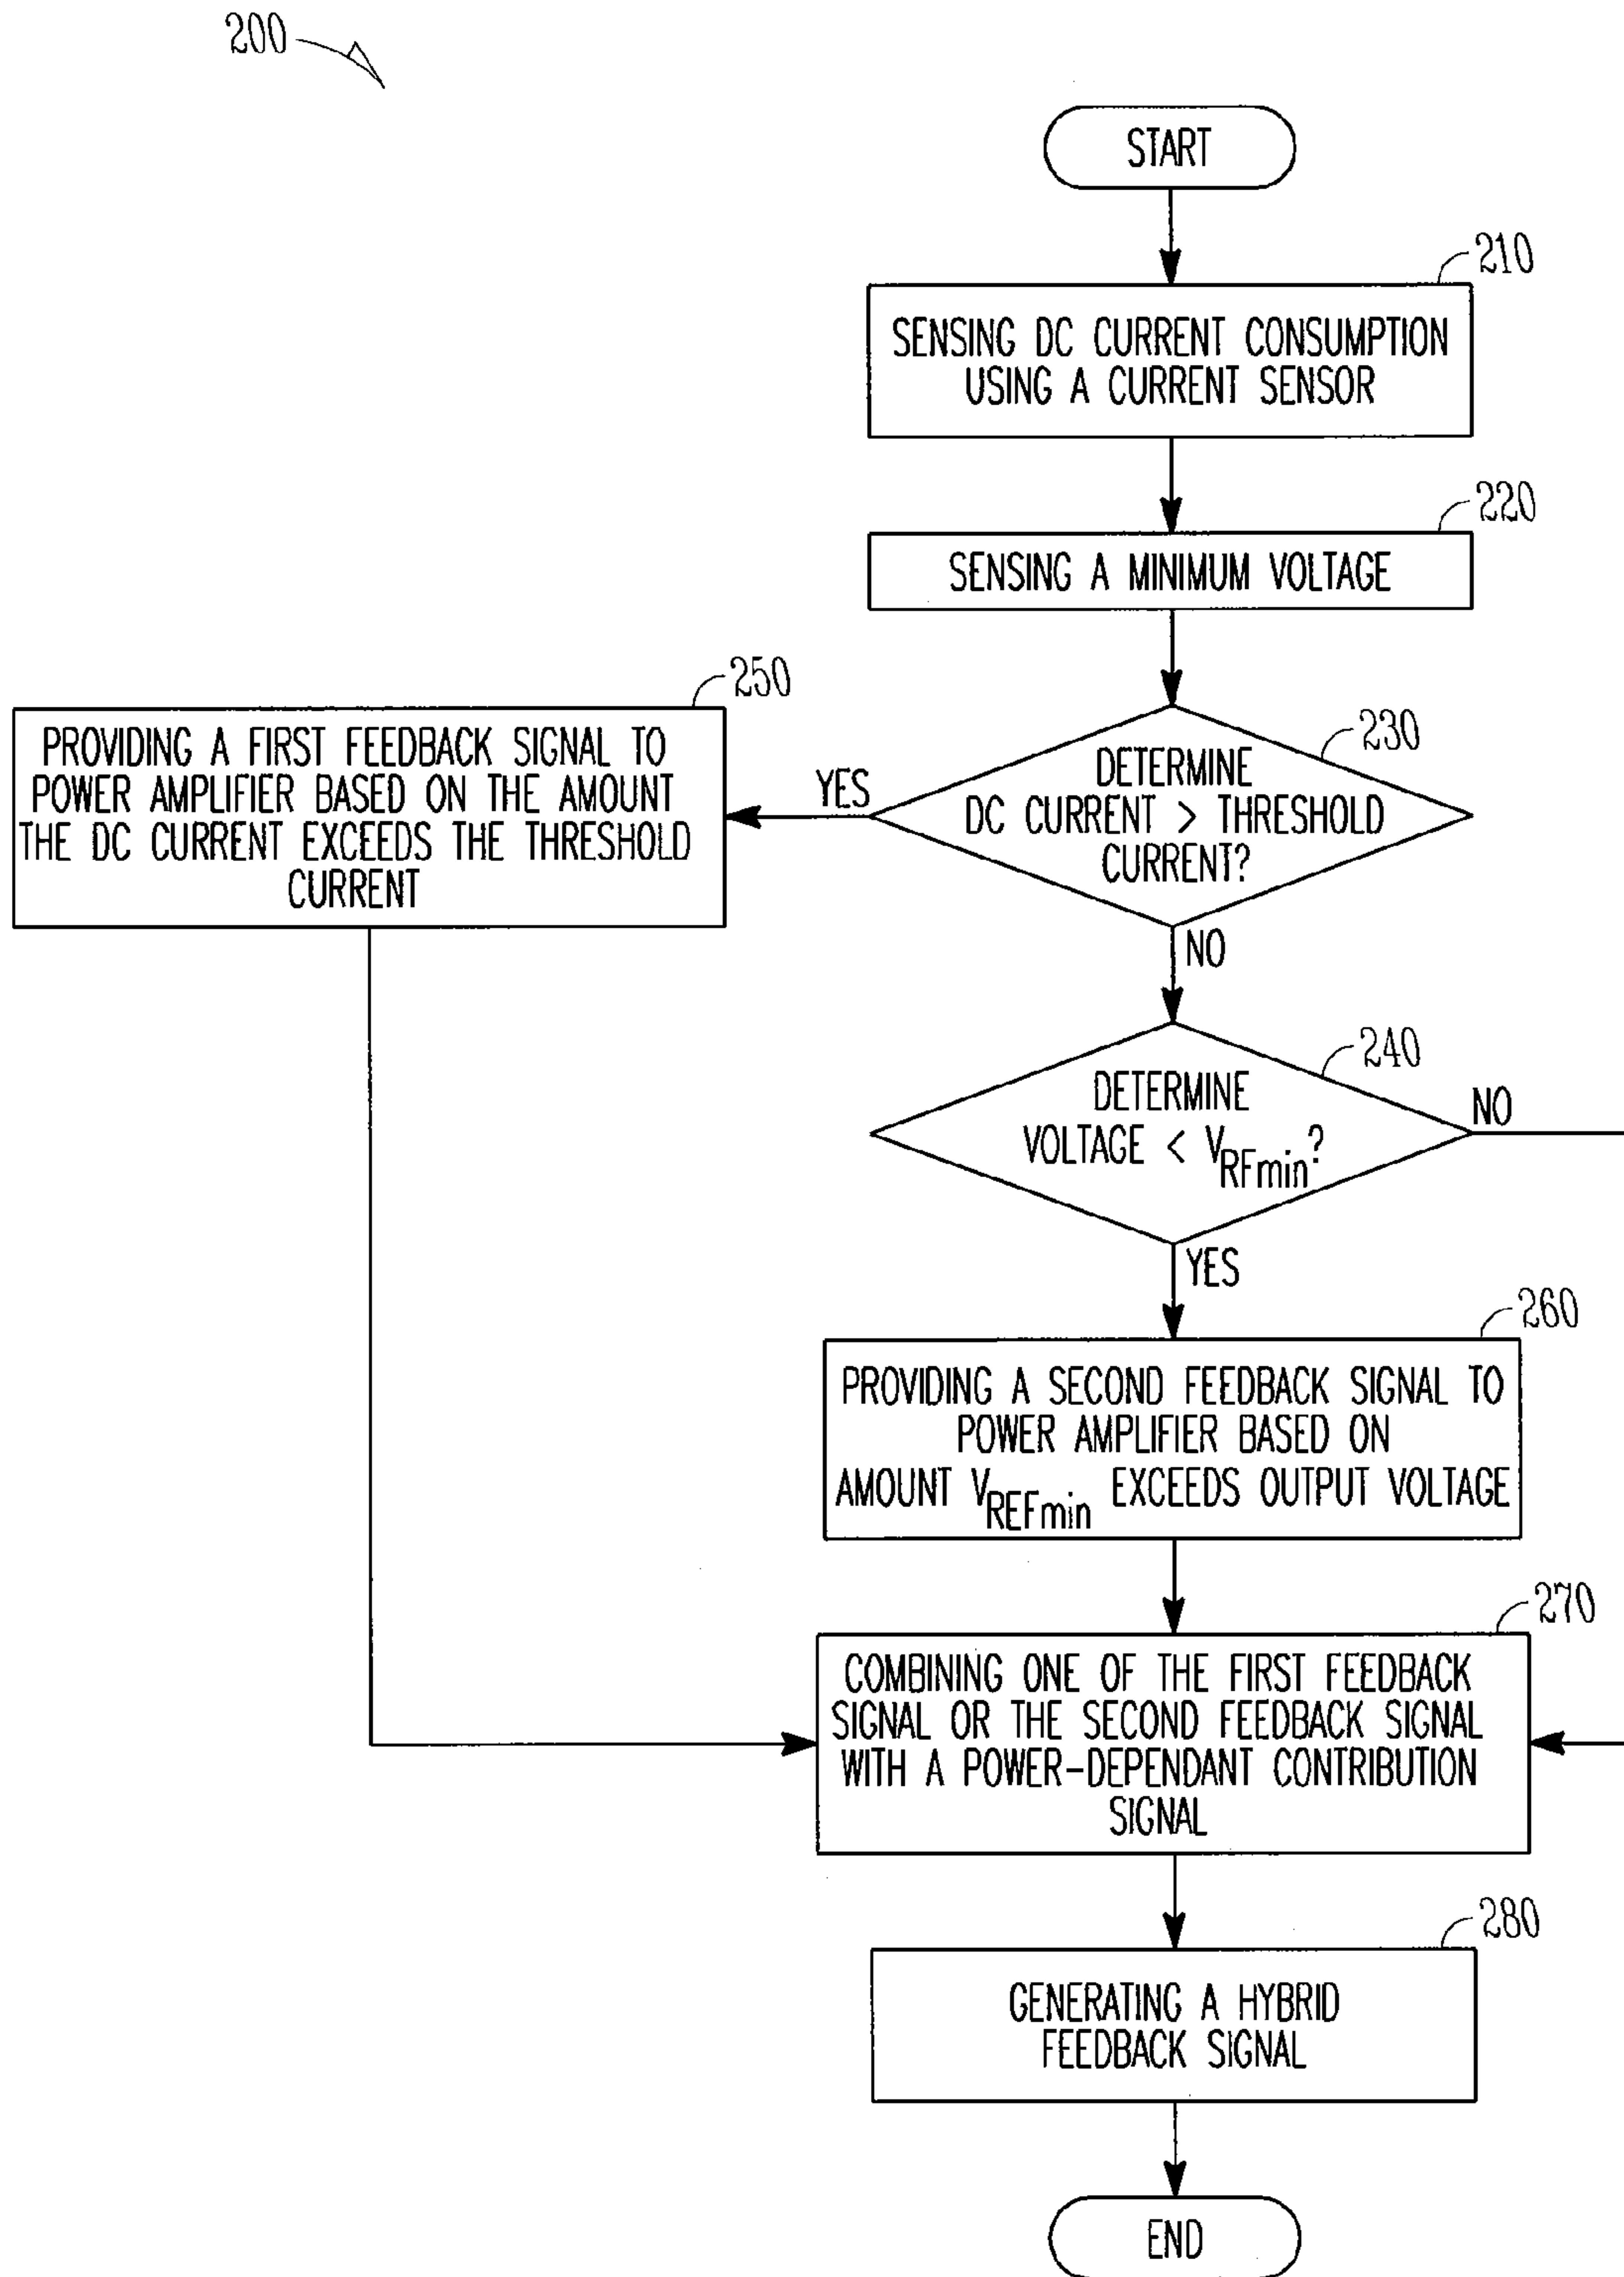 200
START
210
SENSING DC CURRENT CONSUMPTION
USING A CURRENT SENSOR
220
SENSING A MINIMUM VOLTAGE
250
PROVIDING A FIRST FEEDBACK SIGNAL TO
POWER AMPLIFIER BASED ON THE AMOUNT
THE DC CURRENT EXCEEDS THE THRESHOLD
CURRENT
YES
230
DETERMINE
DC CURRENT > THRESHOLD
CURRENT?
NO
240
DETERMINE
VOLTAGE < VRFmin?
NO
YES
260
PROVIDING A SECOND FEEDBACK SIGNAL TO
POWER AMPLIFIER BASED ON
AMOUNT VREFmin EXCEEDS OUTPUT VOLTAGE
270
COMBINING ONE OF THE FIRST FEEDBACK
SIGNAL OR THE SECOND FEEDBACK SIGNAL
WITH A POWER-DEPENDANT CONTRIBUTION
SIGNAL
280
GENERATING A HYBRID
FEEDBACK SIGNAL
END